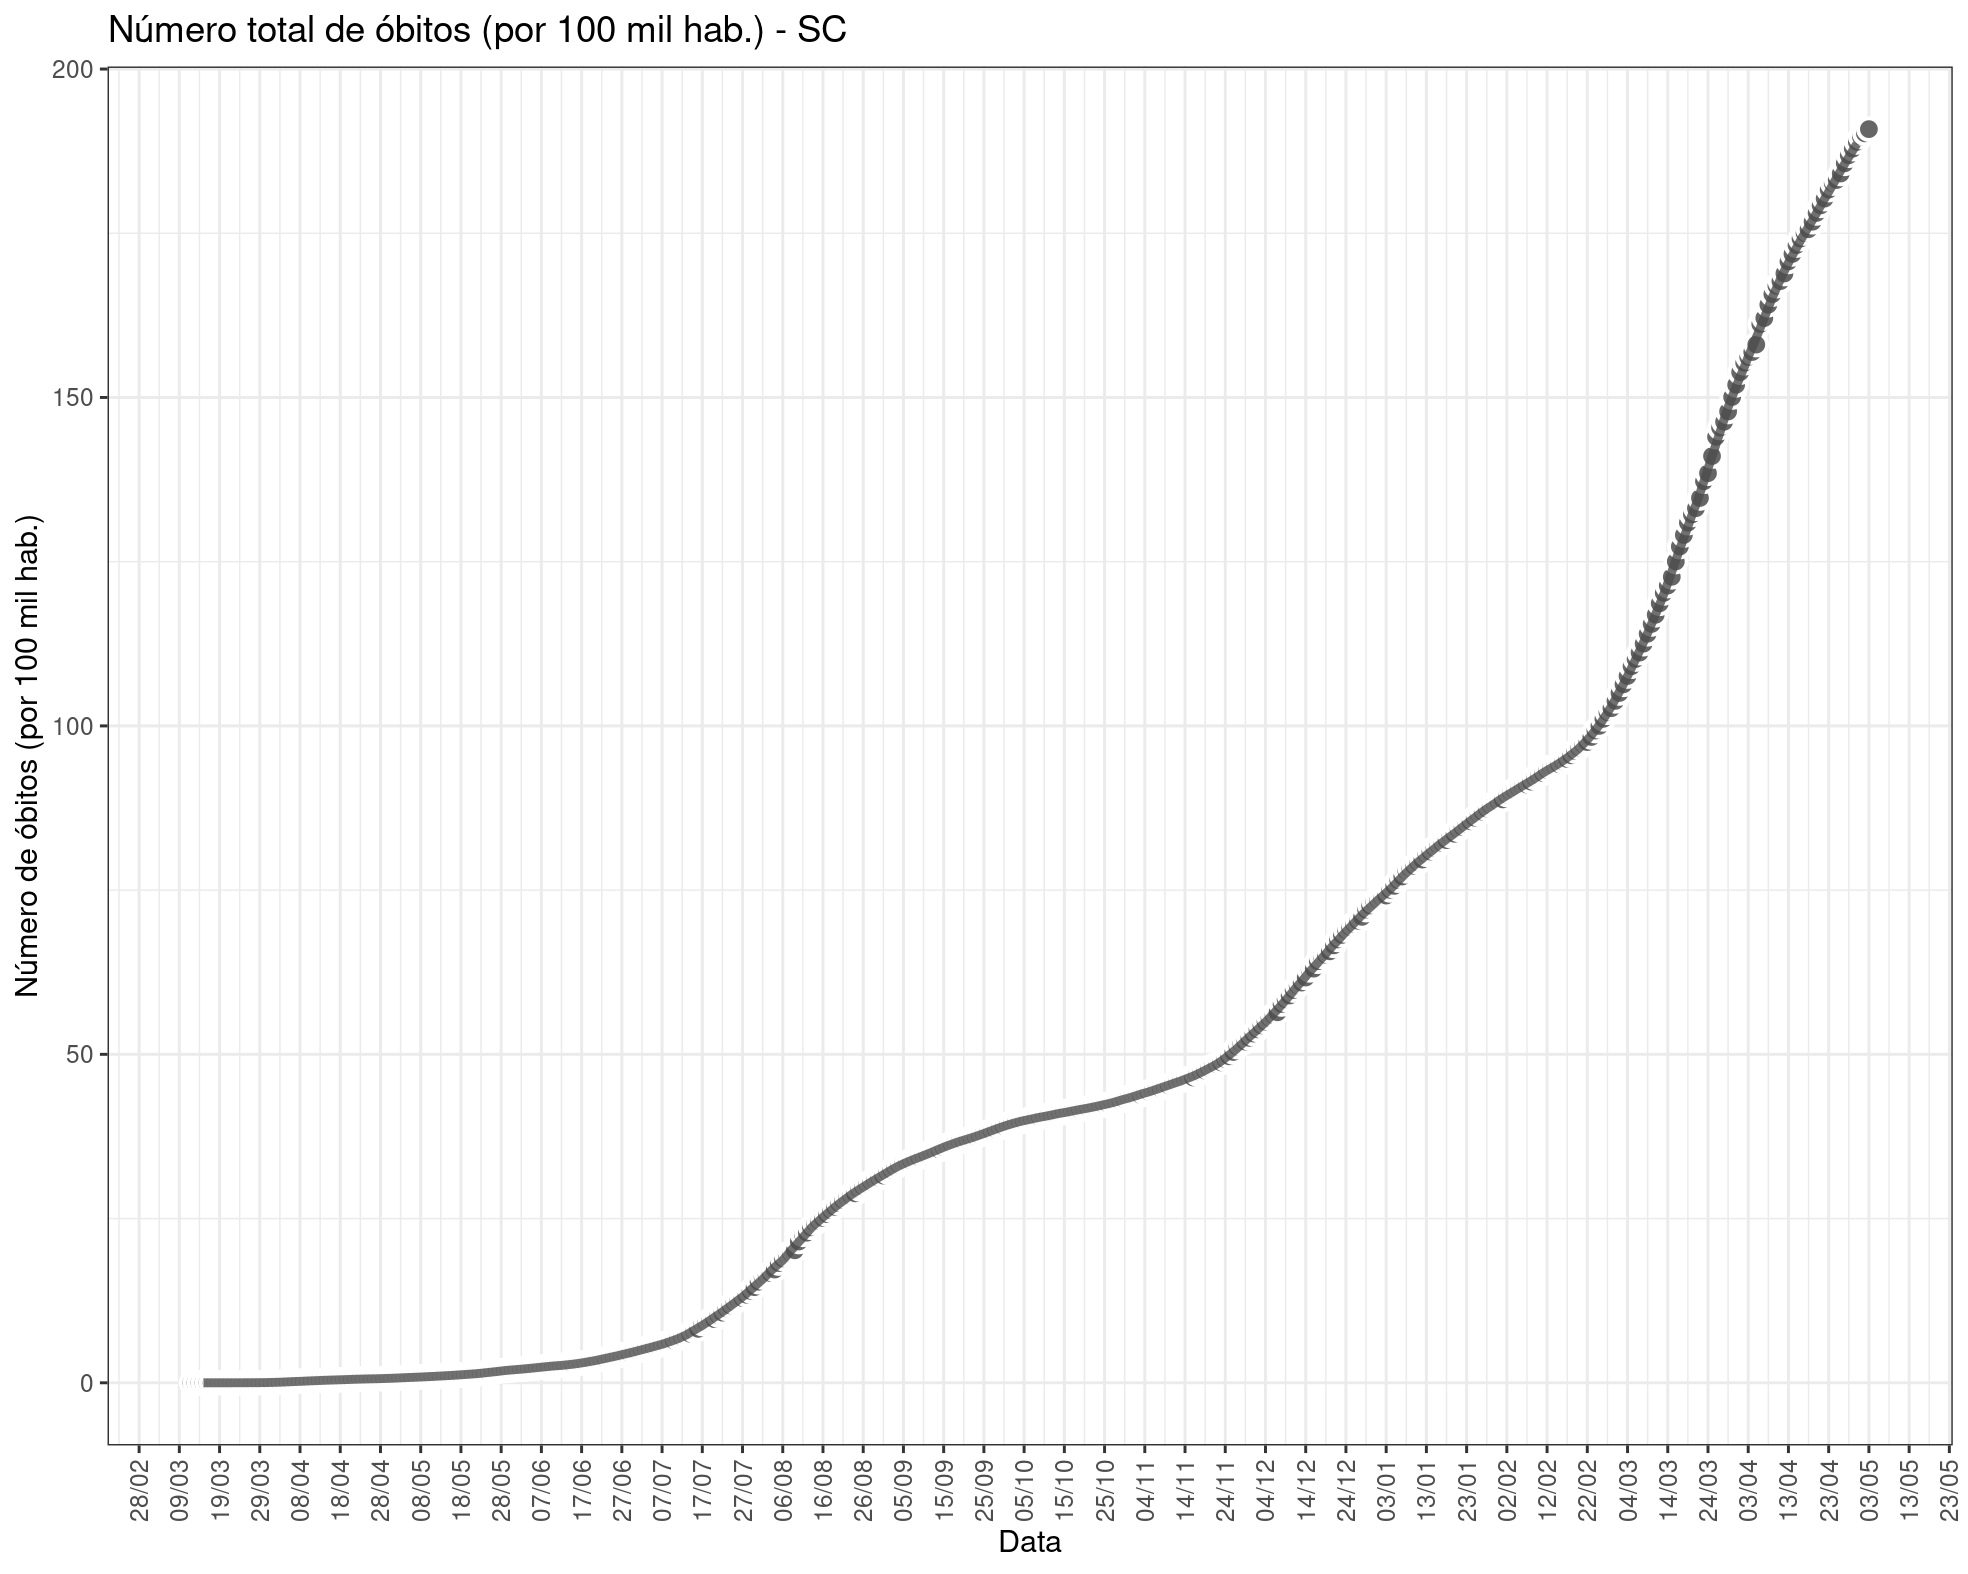 Número total de óbitos (por 100 mil hab.) - SC
Número de óbitos (por 100 mil hab.)
200
150
100
50
0
28/02 09/03 19/03 29/03 08/04 18/04 28/04 08/05 18/05 28/05 07/06 17/06 27/06 07/07 17/07 27/07 06/08 16/08 26/08 05/09 15/09 25/09 05/10 15/10 25/10 04/11 14/11 24/11 04/12 14/12 24/12 03/01 13/01 23/01 02/02 12/02 22/02 04/03 14/03 24/03 03/04 13/04 23/04 03/05 13/05 23/05
Data